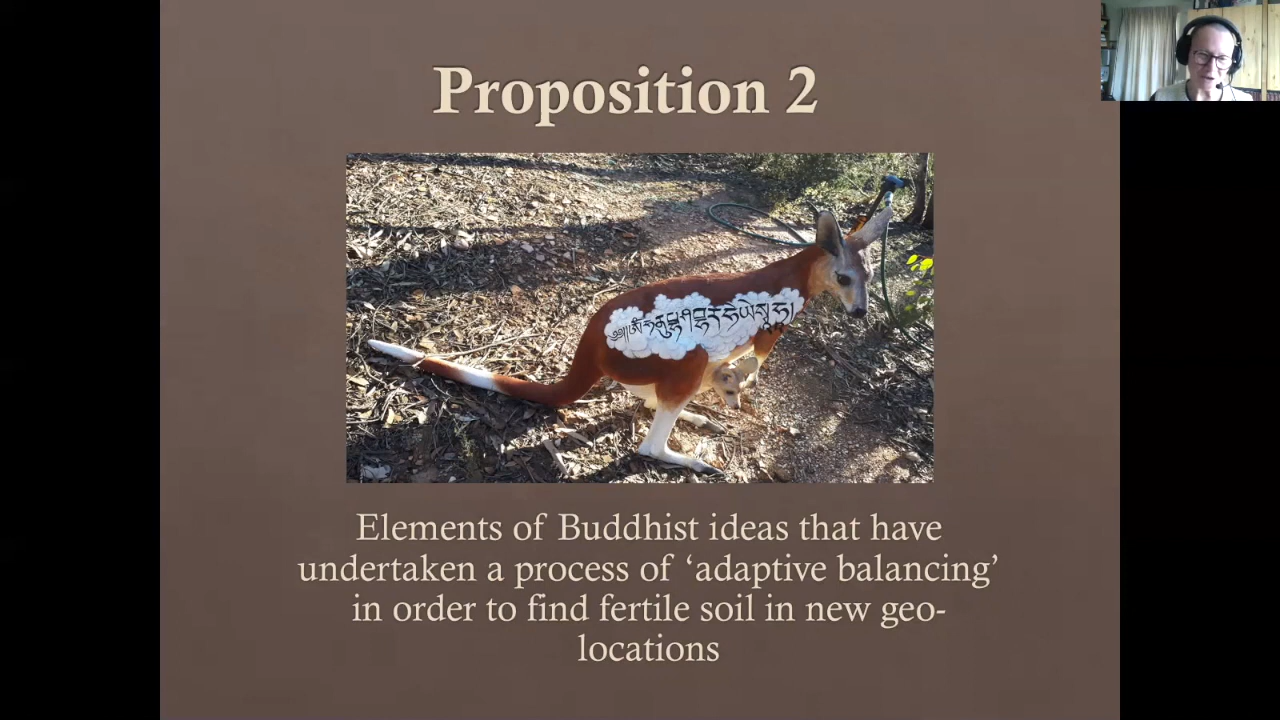 Proposition 2
Elements of Buddhist ideas that have
undertaken a process of ‘adaptive balancing’
in order to find fertile soil in new geo-
locations